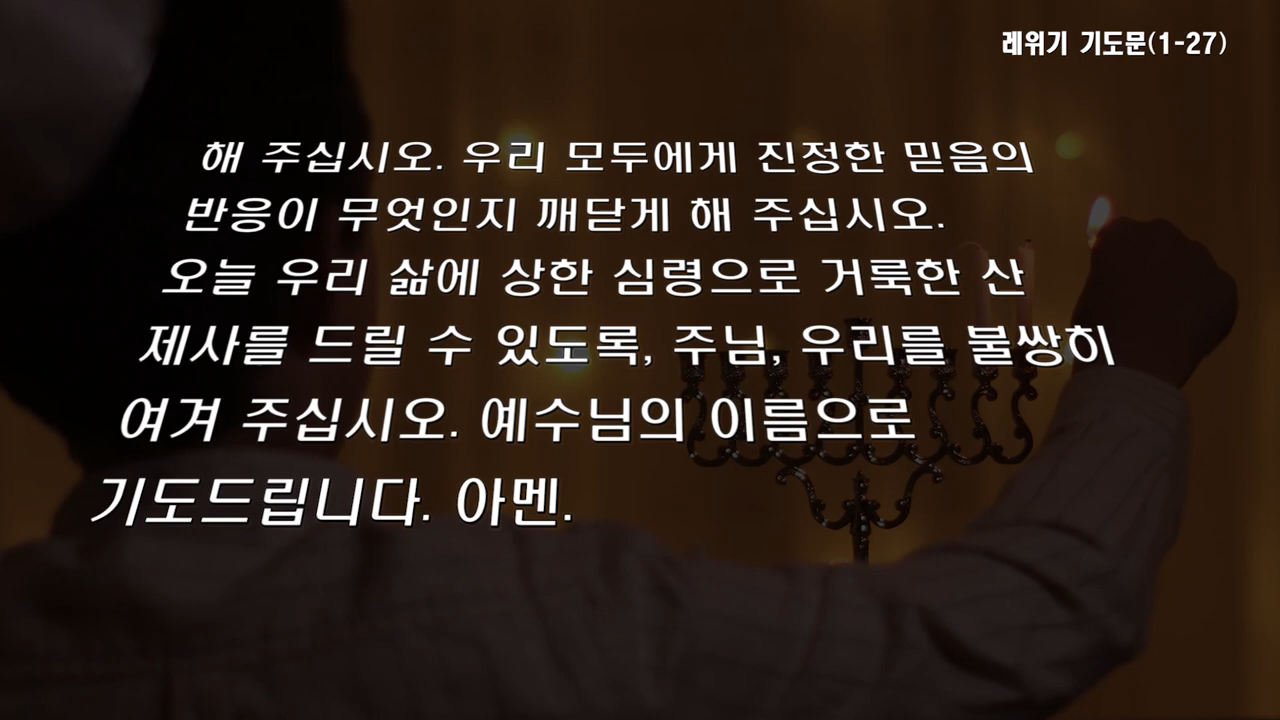 레위기 기도문(1-27)
해 주십시오. 우리 모두에게 진정한 믿음의
반응이 무엇인지 깨닫게 해 주십시오.
오늘 우리 삶에 상한 심령으로 거룩한 산
제사를 드릴 수 있도록, 주님, 우리를 불쌍히
여겨 주십시오. 예수님의 이름으로
기도드립니다. 아멘.